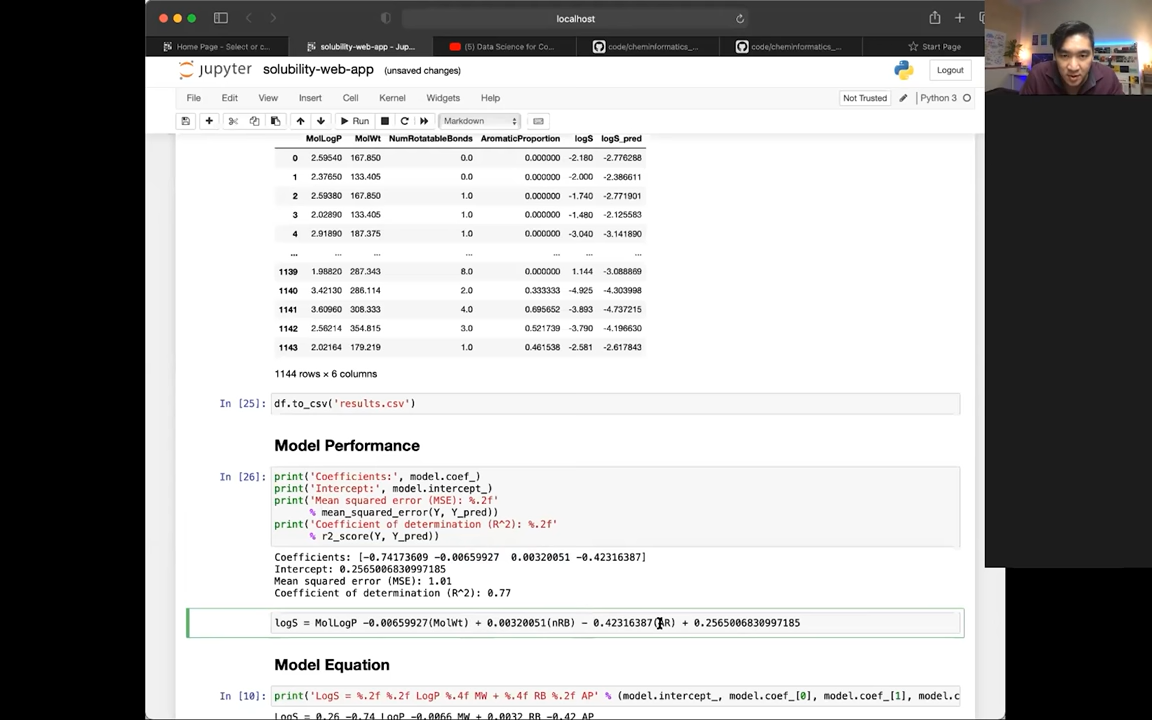 localhost
Home Page - Select or c... solubility-web-app - Jup... (5) Data Science for Co... code/cheminformatics_... code/cheminformatics_... Start Page
jupyter solubility-web-app (unsaved changes) Logout
File Edit View Insert Cell Kernel Widgets Help Not Trusted Python 3
Run Markdown
MolLogP MolWt NumRotatableBonds AromaticProportion logS logS_pred
0 2.59540 167.850 0.0 0.000000 -2.180 -2.776288
1 2.37650 133.405 0.0 0.000000 -2.000 -2.386611
2 2.59380 167.850 1.0 0.000000 -1.740 -2.771901
3 2.02890 133.405 1.0 0.000000 -1.480 -2.125583
4 2.91890 187.375 1.0 0.000000 -3.040 -3.141890
... ... ... ... ... ... ...
1139 1.98820 287.343 8.0 0.000000 1.144 -3.088869
1140 3.42130 286.114 2.0 0.333333 -4.925 -4.303998
1141 3.60960 308.333 4.0 0.695652 -3.893 -4.737215
1142 2.56214 354.815 3.0 0.521739 -3.790 -4.196630
1143 2.02164 179.219 1.0 0.461538 -2.581 -2.617843
1144 rows × 6 columns
In [25]: df.to_csv('results.csv')
Model Performance
In [26]: print('Coefficients:', model.coef_)
print('Intercept:', model.intercept_)
print('Mean squared error (MSE): %.2f'
% mean_squared_error(Y, Y_pred))
print('Coefficient of determination (R^2): %.2f'
% r2_score(Y, Y_pred))
Coefficients: [-0.74173609 -0.00659927 0.00320051 -0.42316387]
Intercept: 0.2565006830997185
Mean squared error (MSE): 1.01
Coefficient of determination (R^2): 0.77
logS = MolLogP -0.00659927(MolWt) + 0.00320051(nRB) - 0.42316387(AR) + 0.2565006830997185
Model Equation
In [10]: print('LogS = %.2f %.2f LogP %.4f MW + %.4f RB %.2f AP' % (model.intercept_, model.coef_[0], model.coef_[1], model.c
LogS = 0.26 -0.74 LogP -0.0066 MW + 0.0032 RB -0.42 AP